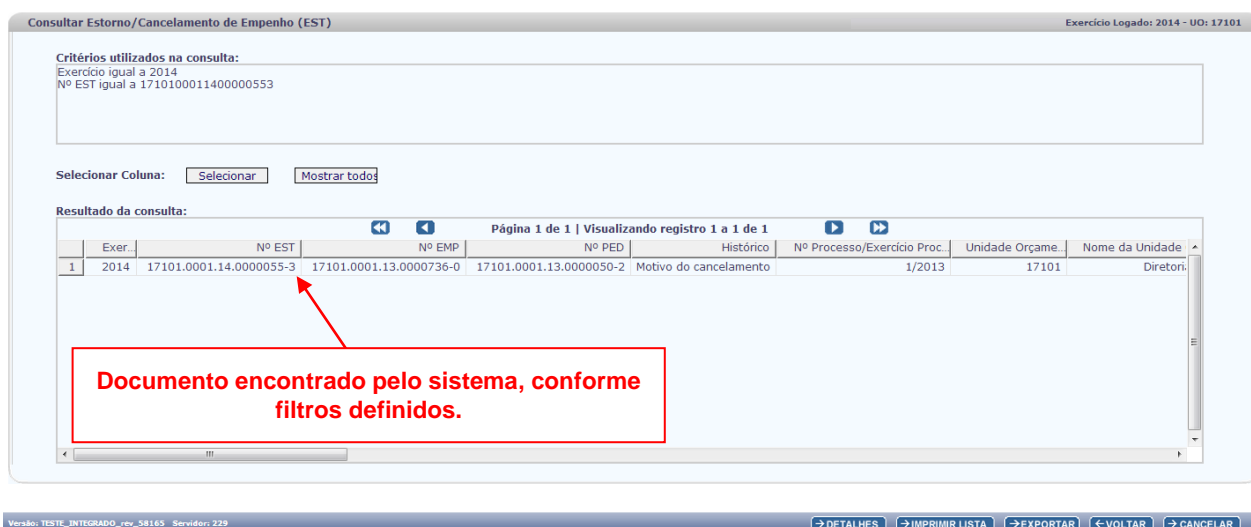 Consultar Estorno/Cancelamento de Empenho (EST) Exercício Logado: 2014 - UO: 17101
Critérios utilizados na consulta:
Exercício igual a 2014
Nº EST igual a 1710100011400000553
Selecionar Coluna: Selecionar Mostrar todos
Resultado da consulta:
Página 1 de 1 | Visualizando registro 1 a 1 de 1
Exer... Nº EST Nº EMP Nº PED Histórico Nº Processo/Exercício Proc... Unidade Orçame... Nome da Unidade
1 2014 17101.0001.14.0000055-3 17101.0001.13.0000736-0 17101.0001.13.0000050-2 Motivo do cancelamento 1/2013 17101 Diretori
Documento encontrado pelo sistema, conforme
filtros definidos.
Versão: TESTE_INTEGRADO_rev_58165 Servidor: 229 DETALHES IMPRIMIR LISTA EXPORTAR VOLTAR CANCELAR